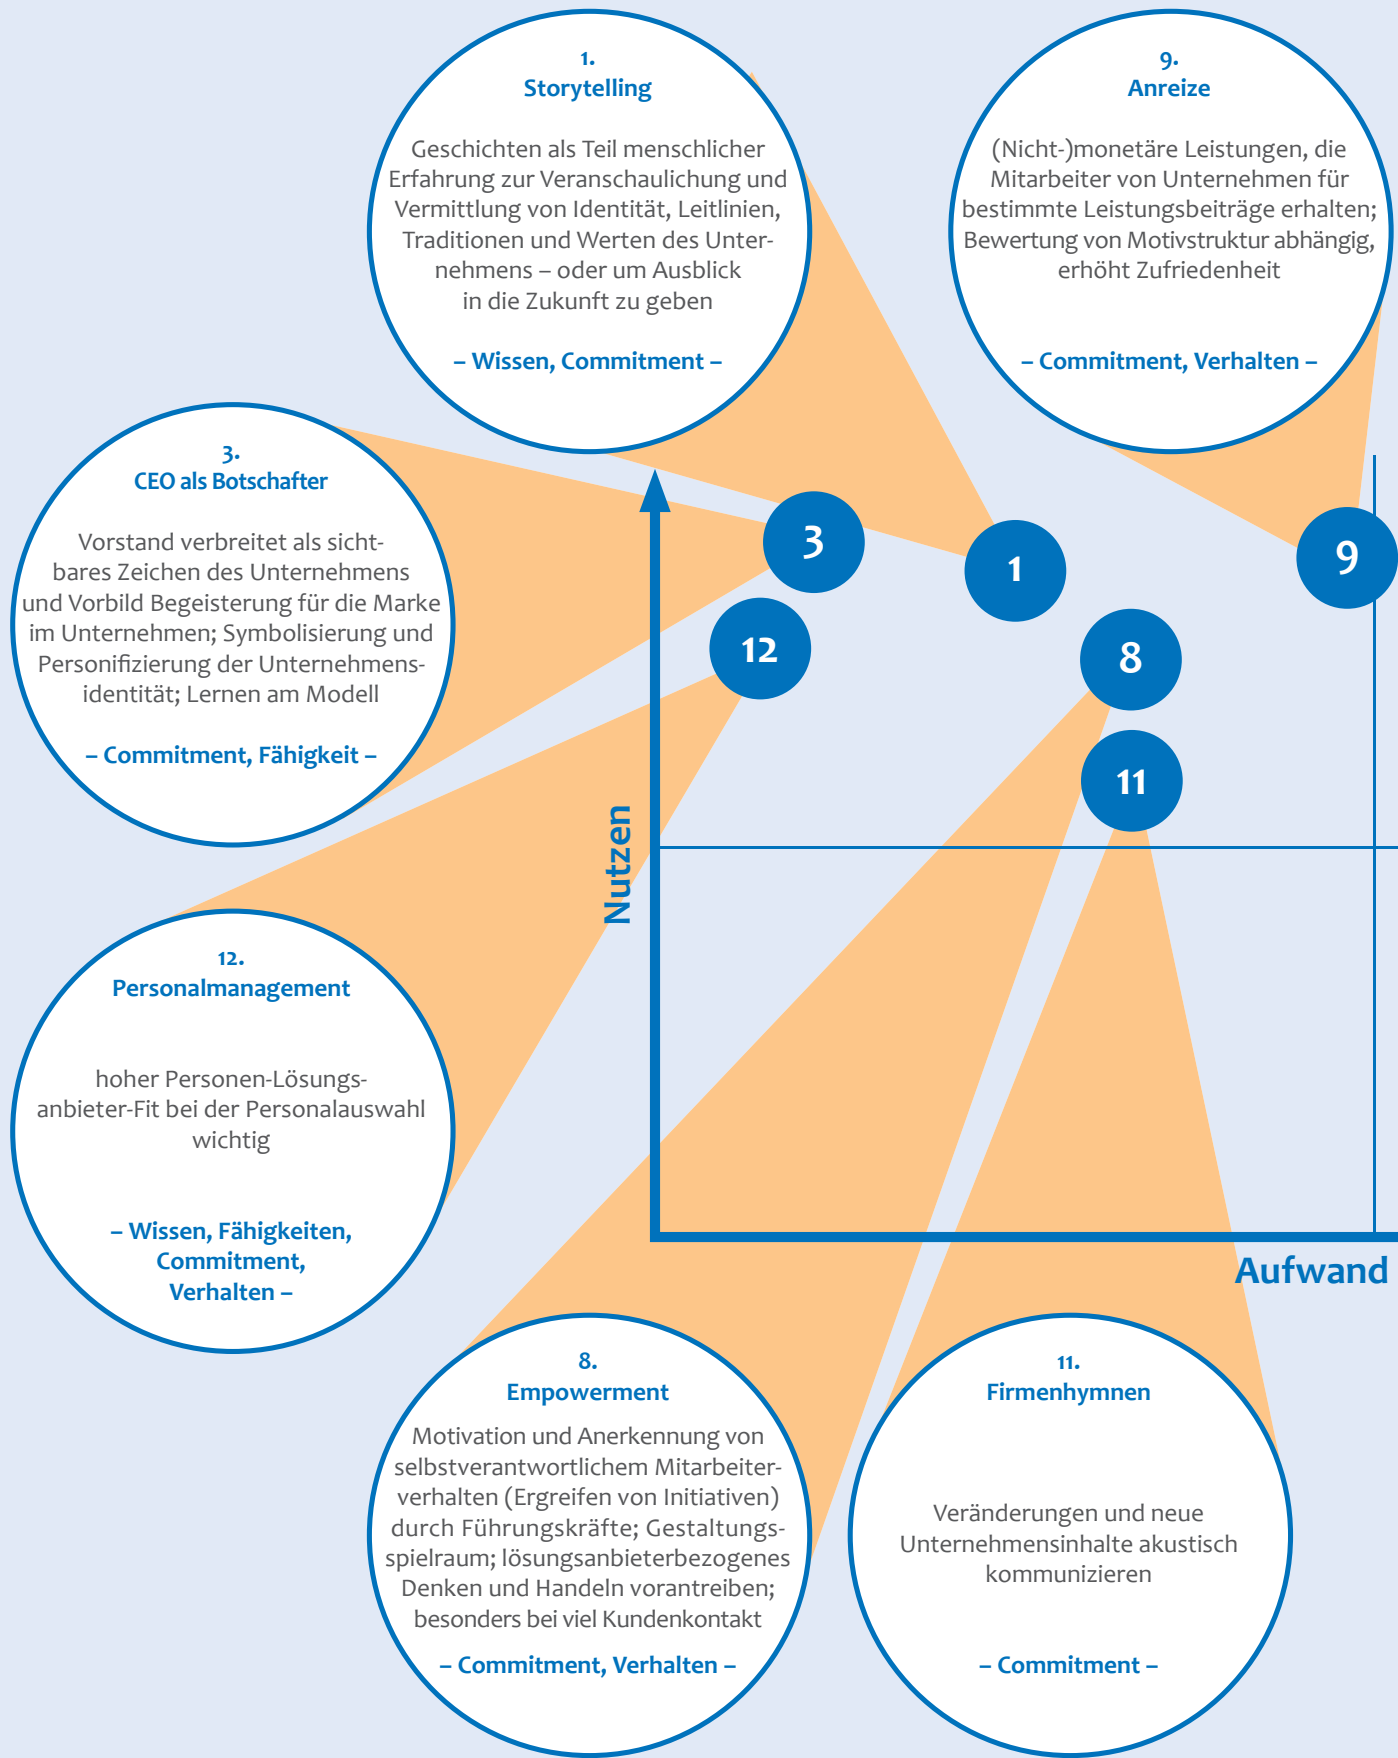 1.
Storytelling
Geschichten als Teil menschlicher
Erfahrung zur Veranschaulichung und
Vermittlung von Identität, Leitlinien,
Traditionen und Werten des Unter-
nehmens – oder um Ausblick
in die Zukunft zu geben
– Wissen, Commitment –
9.
Anreize
(Nicht-)monetäre Leistungen, die
Mitarbeiter von Unternehmen für
bestimmte Leistungsbeiträge erhalten;
Bewertung von Motivstruktur abhängig,
erhöht Zufriedenheit
– Commitment, Verhalten –
3.
CEO als Botschafter
Vorstand verbreitet als sicht-
bares Zeichen des Unternehmens
und Vorbild Begeisterung für die Marke
im Unternehmen; Symbolisierung und
Personifizierung der Unternehmens-
identität; Lernen am Modell
– Commitment, Fähigkeit –
3
1
9
12
8
11
Nutzen
Aufwand
12.
Personalmanagement
hoher Personen-Lösungs-
anbieter-Fit bei der Personalauswahl
wichtig
– Wissen, Fähigkeiten,
Commitment,
Verhalten –
8.
Empowerment
Motivation und Anerkennung von
selbstverantwortlichem Mitarbeiter-
verhalten (Ergreifen von Initiativen)
durch Führungskräfte; Gestaltungs-
spielraum; lösungsanbieterbezogenes
Denken und Handeln vorantreiben;
besonders bei viel Kundenkontakt
– Commitment, Verhalten –
11.
Firmenhymnen
Veränderungen und neue
Unternehmensinhalte akustisch
kommunizieren
– Commitment –